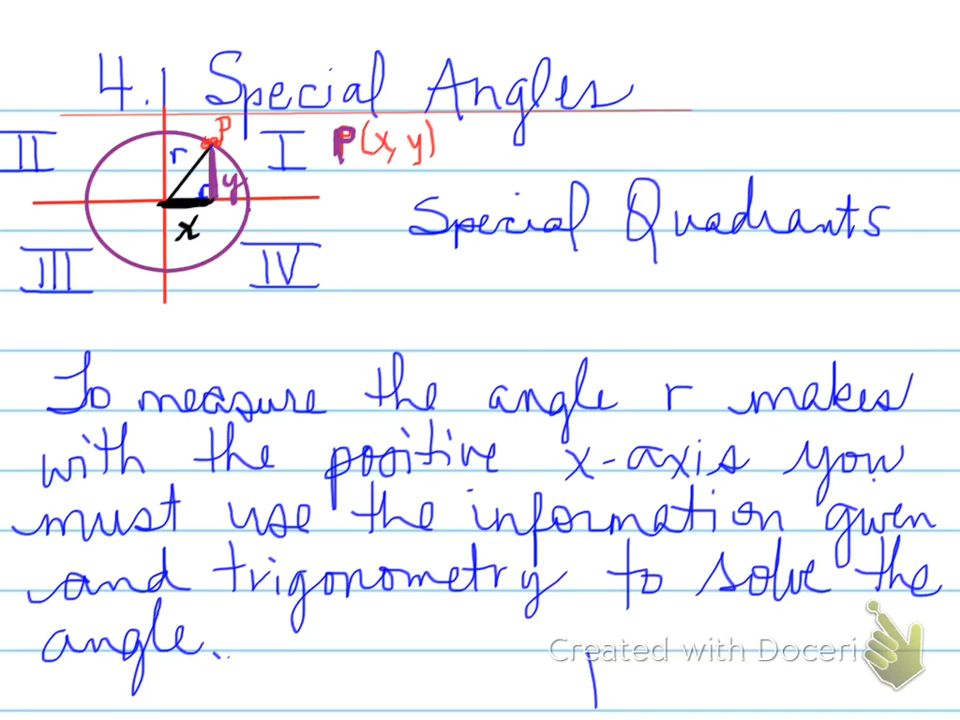 4.1 Special Angles
II
I
P(x, y)
P
r
y
x
Special Quadrants
III
IV
To measure the angle r makes
with the positive x-axis you
must use the information given
and trigonometry to solve the
angle.
Created with Doceri